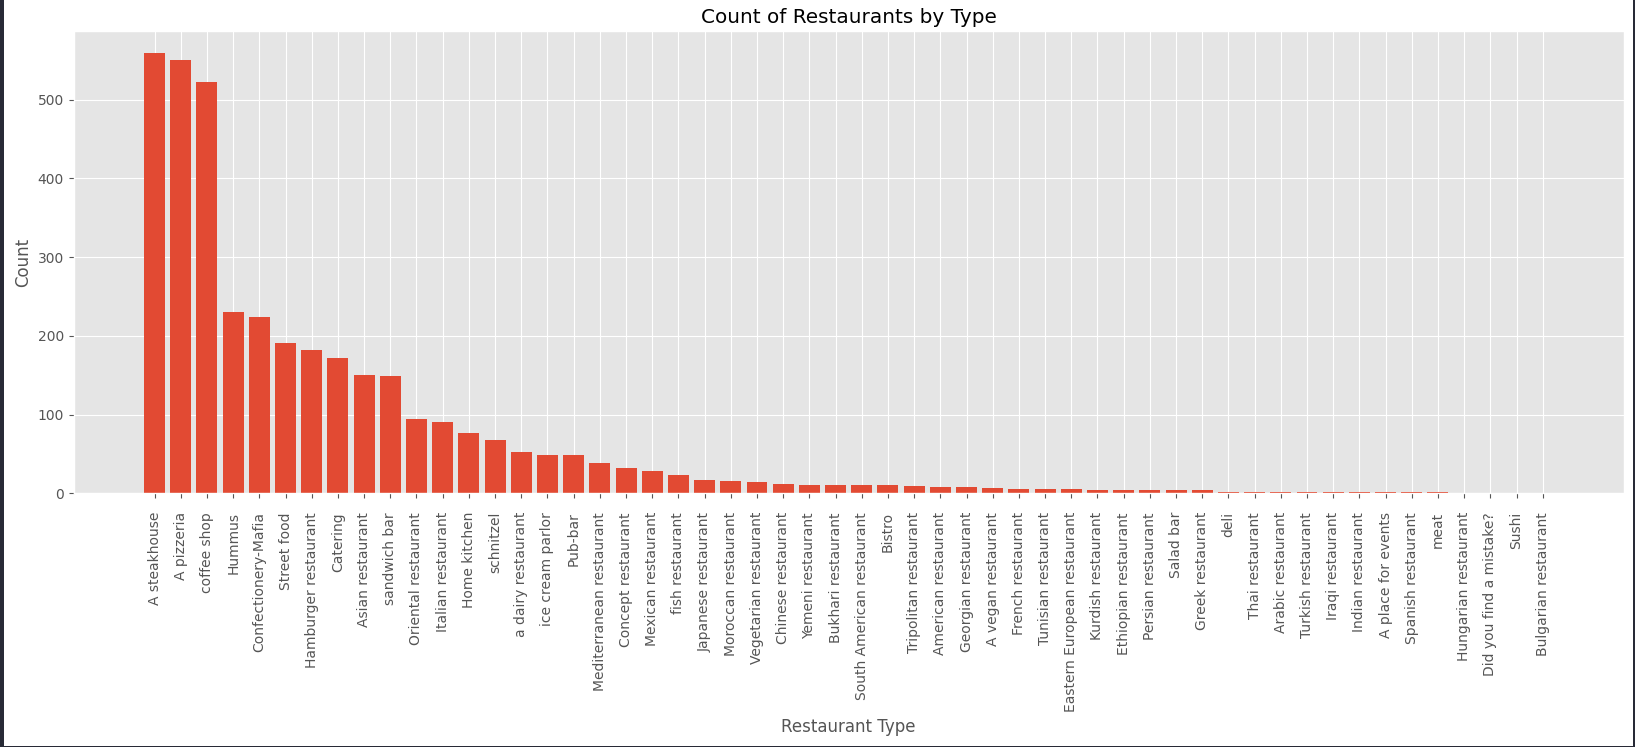 Count of Restaurants by Type
Count
500
400
300
200
100
0
A steakhouse
A pizzeria
coffee shop
Hummus
Confectionery-Mafia
Street food
Hamburger restaurant
Catering
Asian restaurant
sandwich bar
Oriental restaurant
Italian restaurant
Home kitchen
schnitzel
a dairy restaurant
ice cream parlor
Pub-bar
Mediterranean restaurant
Concept restaurant
Mexican restaurant
fish restaurant
Japanese restaurant
Moroccan restaurant
Vegetarian restaurant
Chinese restaurant
Yemeni restaurant
Bukhari restaurant
South American restaurant
Bistro
Tripolitan restaurant
American restaurant
Georgian restaurant
A vegan restaurant
French restaurant
Tunisian restaurant
Eastern European restaurant
Kurdish restaurant
Ethiopian restaurant
Persian restaurant
Salad bar
Greek restaurant
deli
Thai restaurant
Arabic restaurant
Turkish restaurant
Iraqi restaurant
Indian restaurant
A place for events
Spanish restaurant
meat
Hungarian restaurant
Did you find a mistake?
Sushi
Bulgarian restaurant
Restaurant Type